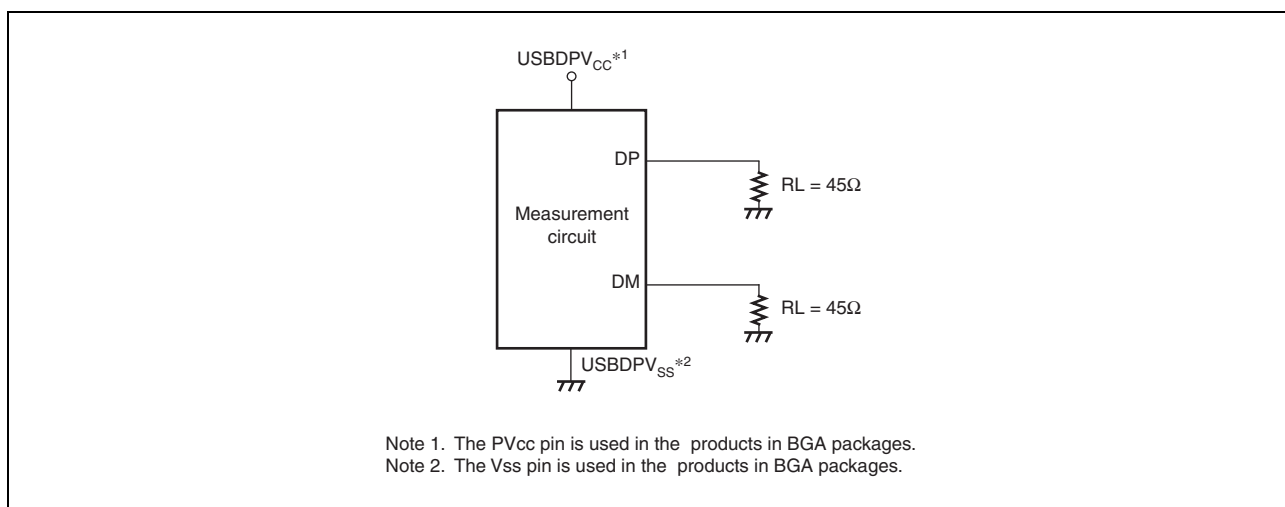 USBDPVCC*1
DP
RL = 45Ω
Measurement
circuit
DM
RL = 45Ω
USBDPVSS*2
Note 1. The PVcc pin is used in the products in BGA packages.
Note 2. The Vss pin is used in the products in BGA packages.